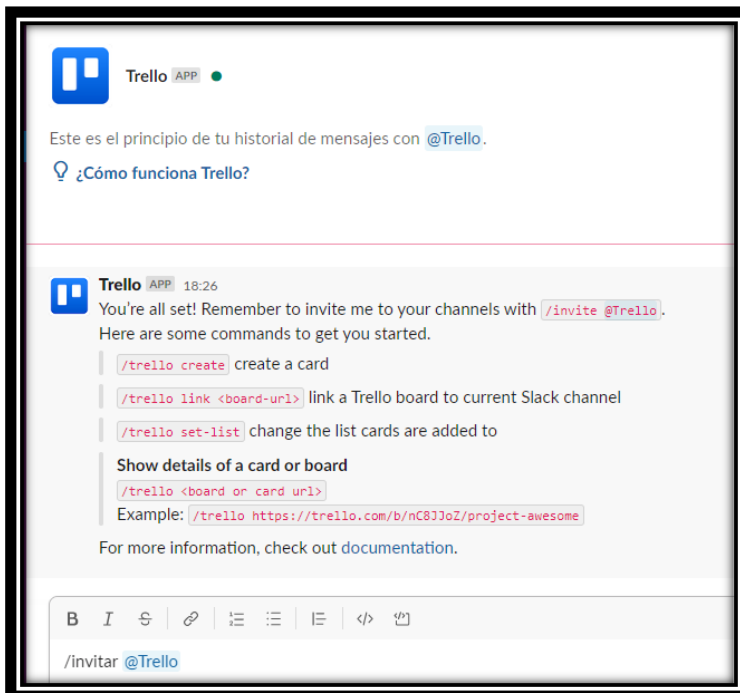 Trello APP
Este es el principio de tu historial de mensajes con @Trello.
¿Cómo funciona Trello?
Trello APP 18:26
You're all set! Remember to invite me to your channels with /invite @Trello.
Here are some commands to get you started.
/trello create create a card
/trello link <board-url> link a Trello board to current Slack channel
/trello set-list change the list cards are added to
Show details of a card or board
/trello <board or card url>
Example: /trello https://trello.com/b/nC8JJoZ/project-awesome
For more information, check out documentation.
B I S
/invitar @Trello